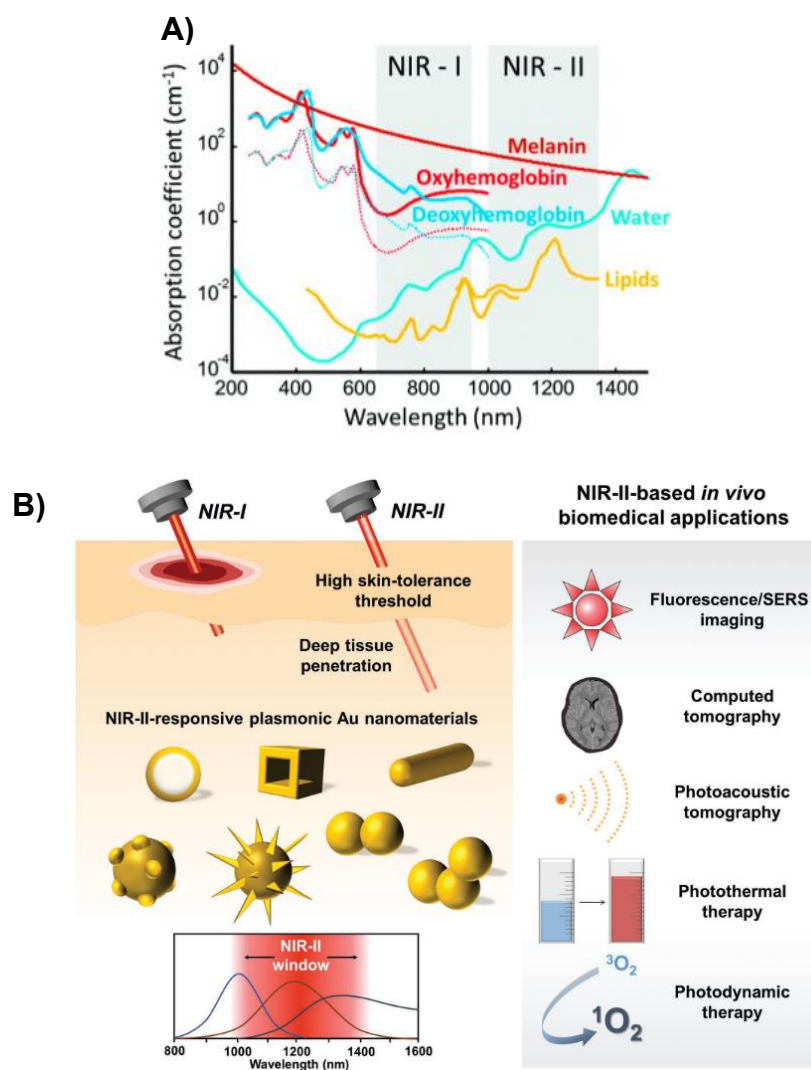 A)
NIR - I
NIR - II
Absorption coefficient (cm⁻¹)
10⁴
10²
10⁰
10⁻²
10⁻⁴
Melanin
Oxyhemoglobin
Deoxyhemoglobin
Water
Lipids
200
400
600
800
1000
1200
1400
Wavelength (nm)
B)
NIR-I
NIR-II
High skin-tolerance
threshold
Deep tissue
penetration
NIR-II-responsive plasmonic Au nanomaterials
NIR-II
window
800
1000
1200
1400
1600
Wavelength (nm)
NIR-II-based in vivo
biomedical applications
Fluorescence/SERS
imaging
Computed
tomography
Photoacoustic
tomography
Photothermal
therapy
³O₂
¹O₂
Photodynamic
therapy